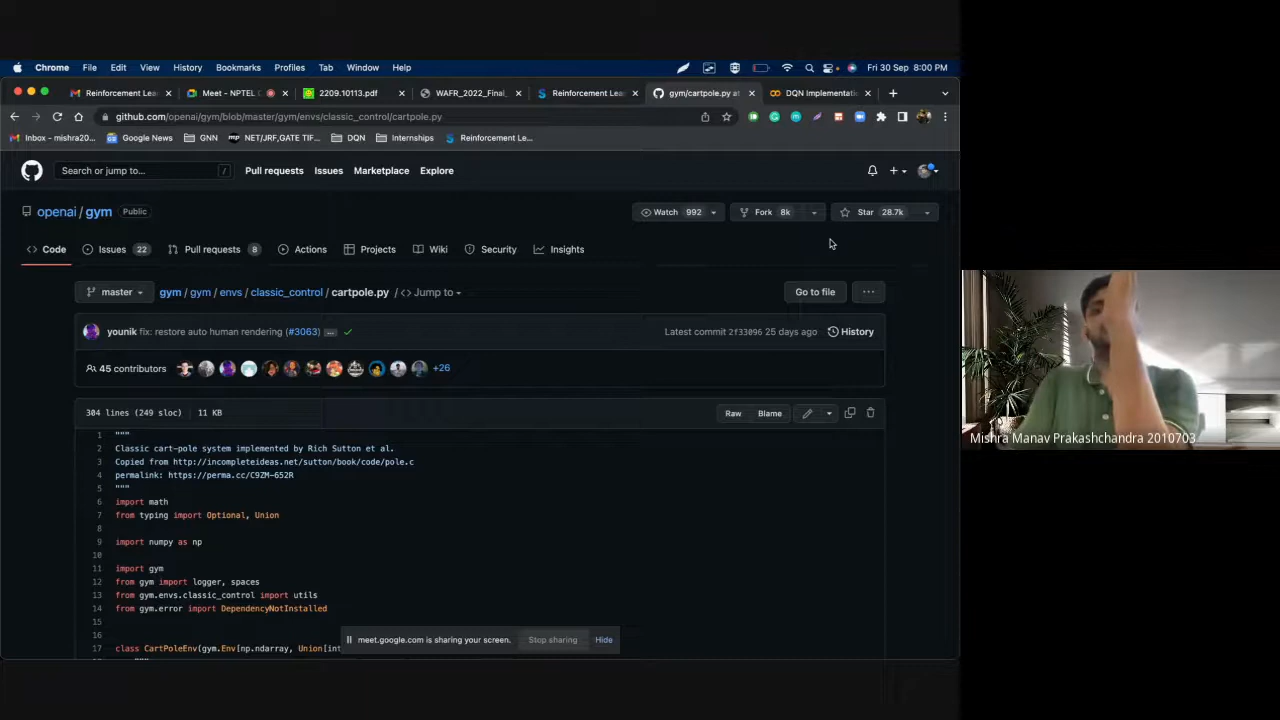 Chrome File Edit View History Bookmarks Profiles Tab Window Help Fri 30 Sep 8:00 PM
Reinforcement Lea Meet - NPTEL D 2209.10113.pdf WAFR_2022_Final_ Reinforcement Lea gym/cartpole.py at DQN Implementati
github.com/openai/gym/blob/master/gym/envs/classic_control/cartpole.py
Inbox - mishra20... Google News GNN NET/JRF,GATE TIF... DQN Internships Reinforcement Le...
Search or jump to... / Pull requests Issues Marketplace Explore
openai / gym Public Watch 992 Fork 8k Star 28.7k
Code Issues 22 Pull requests 8 Actions Projects Wiki Security Insights
master gym / gym / envs / classic_control / cartpole.py <> Jump to Go to file ...
younik fix: restore auto human rendering (#3063) ... Latest commit 2f33096 25 days ago History
45 contributors +26
304 lines (249 sloc) 11 KB Raw Blame
1 """
2 Classic cart-pole system implemented by Rich Sutton et al.
3 Copied from http://incompleteideas.net/sutton/book/code/pole.c
4 permalink: https://perma.cc/C9ZM-652R
5 """
6 import math
7 from typing import Optional, Union
8
9 import numpy as np
10
11 import gym
12 from gym import logger, spaces
13 from gym.envs.classic_control import utils
14 from gym.error import DependencyNotInstalled
15
16
17 class CartPoleEnv(gym.Env[np.ndarray, Union[int
"""
meet.google.com is sharing your screen. Stop sharing Hide
Mishra Manav Prakashchandra 2010703